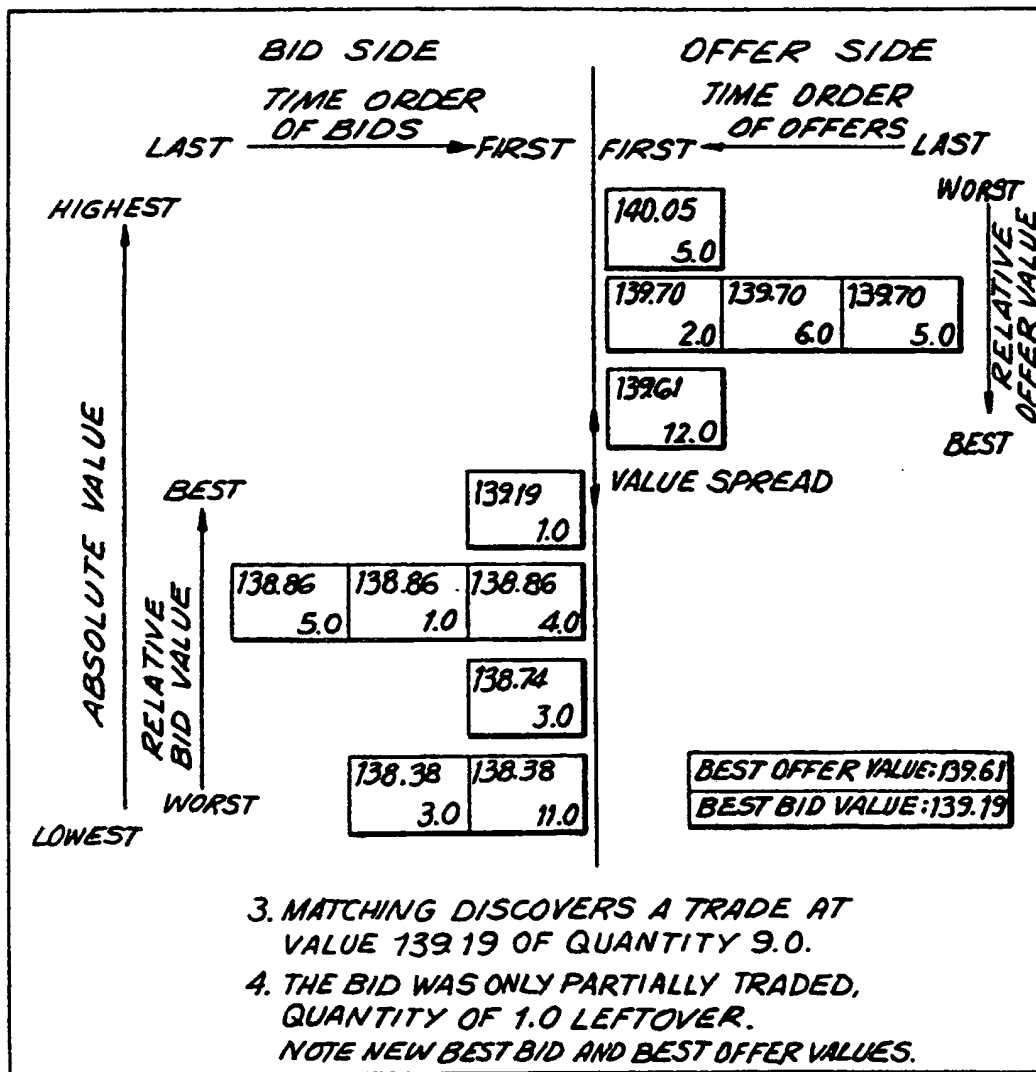 BID SIDE
OFFER SIDE
TIME ORDER
OF BIDS
TIME ORDER
OF OFFERS
LAST
FIRST
FIRST
LAST
HIGHEST
WORST
140.05
5.0
RELATIVE
OFFER VALUE
139.70 139.70 139.70
2.0 6.0 5.0
139.61
12.0
BEST
ABSOLUTE VALUE
BEST
VALUE SPREAD
139.19
1.0
RELATIVE
BID VALUE
138.86 138.86 138.86
5.0 1.0 4.0
138.74
3.0
138.38 138.38
3.0 11.0
WORST
LOWEST
BEST OFFER VALUE:139.61
BEST BID VALUE:139.19
3. MATCHING DISCOVERS A TRADE AT
VALUE 139.19 OF QUANTITY 9.0.
4. THE BID WAS ONLY PARTIALLY TRADED,
QUANTITY OF 1.0 LEFTOVER.
NOTE NEW BEST BID AND BEST OFFER VALUES.